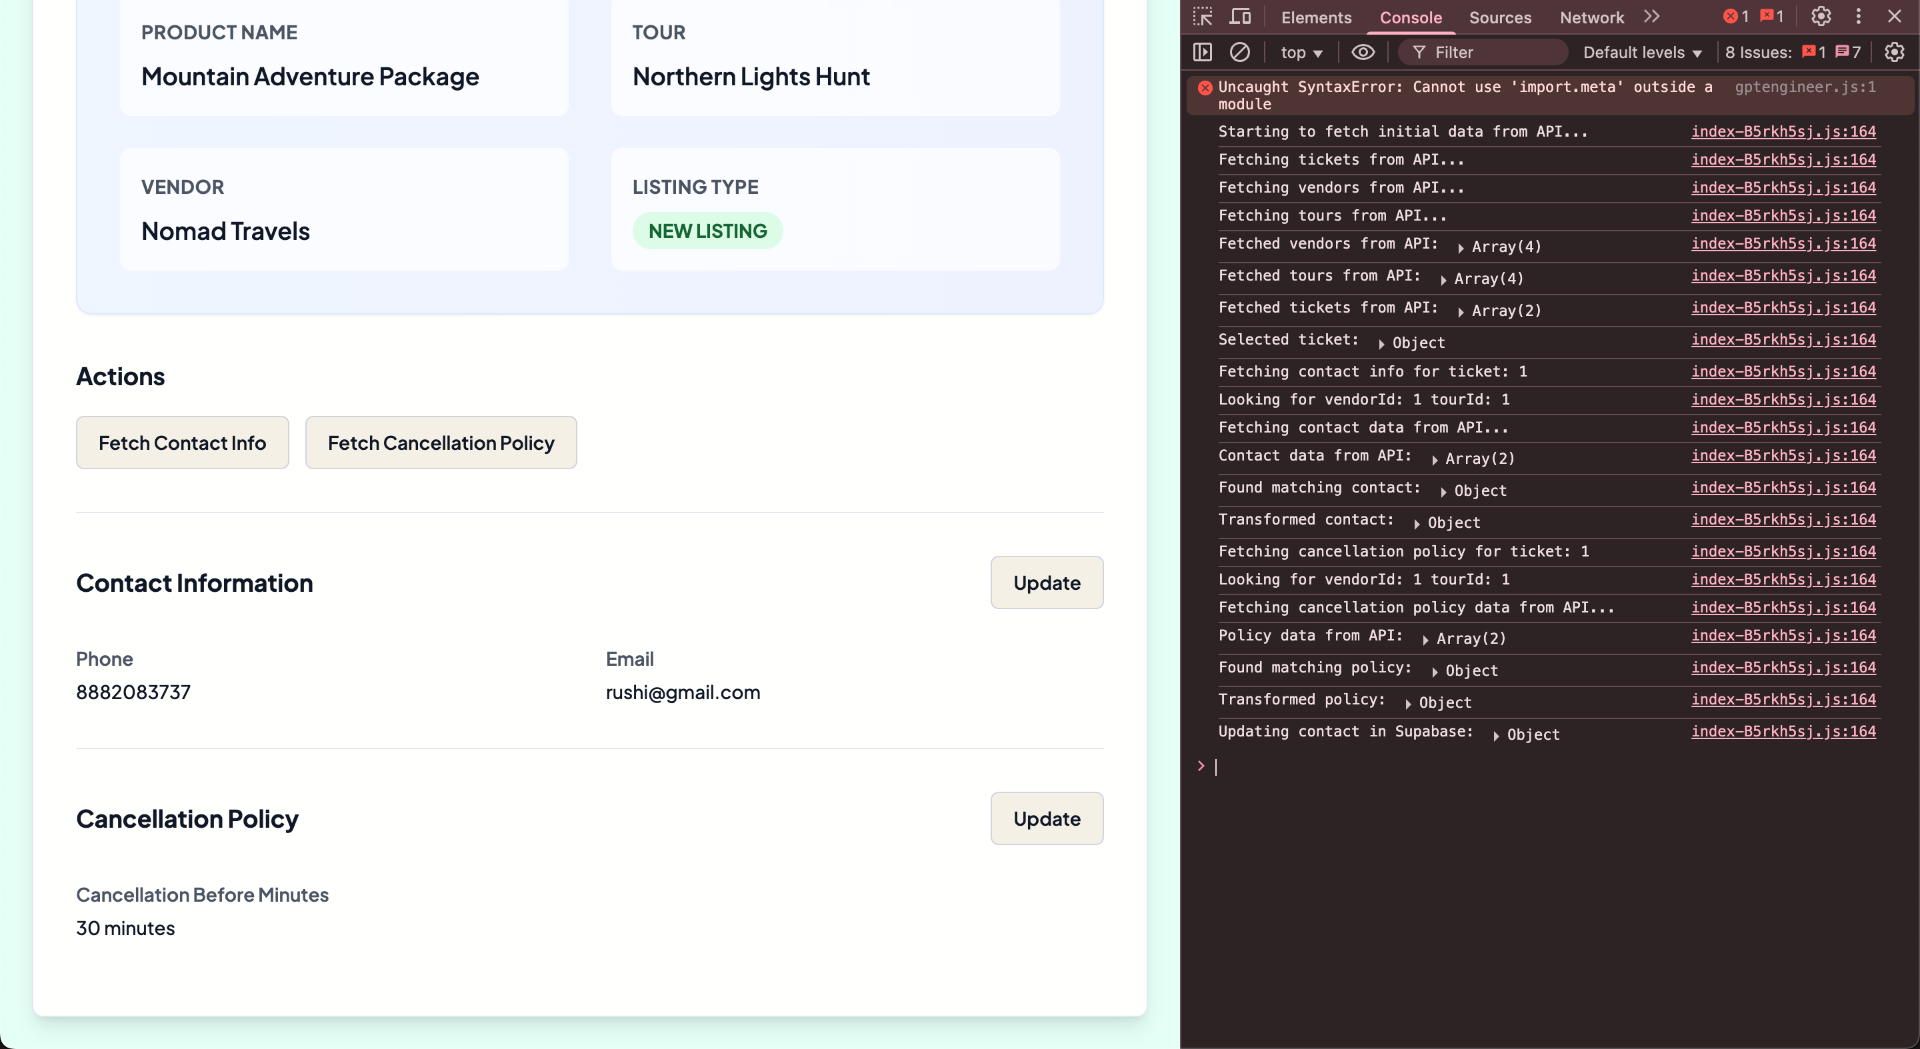 PRODUCT NAME
Mountain Adventure Package
TOUR
Northern Lights Hunt
VENDOR
Nomad Travels
LISTING TYPE
NEW LISTING
Actions
Fetch Contact Info
Fetch Cancellation Policy
Contact Information
Update
Phone
8882083737
Email
rushi@gmail.com
Cancellation Policy
Update
Cancellation Before Minutes
30 minutes
Elements Console Sources Network 1 1
top Filter Default levels 8 Issues: 1 7
Uncaught SyntaxError: Cannot use 'import.meta' outside a gptengineer.js:1
module
Starting to fetch initial data from API... index-B5rkh5sj.js:164
Fetching tickets from API... index-B5rkh5sj.js:164
Fetching vendors from API... index-B5rkh5sj.js:164
Fetching tours from API... index-B5rkh5sj.js:164
Fetched vendors from API: Array(4) index-B5rkh5sj.js:164
Fetched tours from API: Array(4) index-B5rkh5sj.js:164
Fetched tickets from API: Array(2) index-B5rkh5sj.js:164
Selected ticket: Object index-B5rkh5sj.js:164
Fetching contact info for ticket: 1 index-B5rkh5sj.js:164
Looking for vendorId: 1 tourId: 1 index-B5rkh5sj.js:164
Fetching contact data from API... index-B5rkh5sj.js:164
Contact data from API: Array(2) index-B5rkh5sj.js:164
Found matching contact: Object index-B5rkh5sj.js:164
Transformed contact: Object index-B5rkh5sj.js:164
Fetching cancellation policy for ticket: 1 index-B5rkh5sj.js:164
Looking for vendorId: 1 tourId: 1 index-B5rkh5sj.js:164
Fetching cancellation policy data from API... index-B5rkh5sj.js:164
Policy data from API: Array(2) index-B5rkh5sj.js:164
Found matching policy: Object index-B5rkh5sj.js:164
Transformed policy: Object index-B5rkh5sj.js:164
Updating contact in Supabase: Object index-B5rkh5sj.js:164